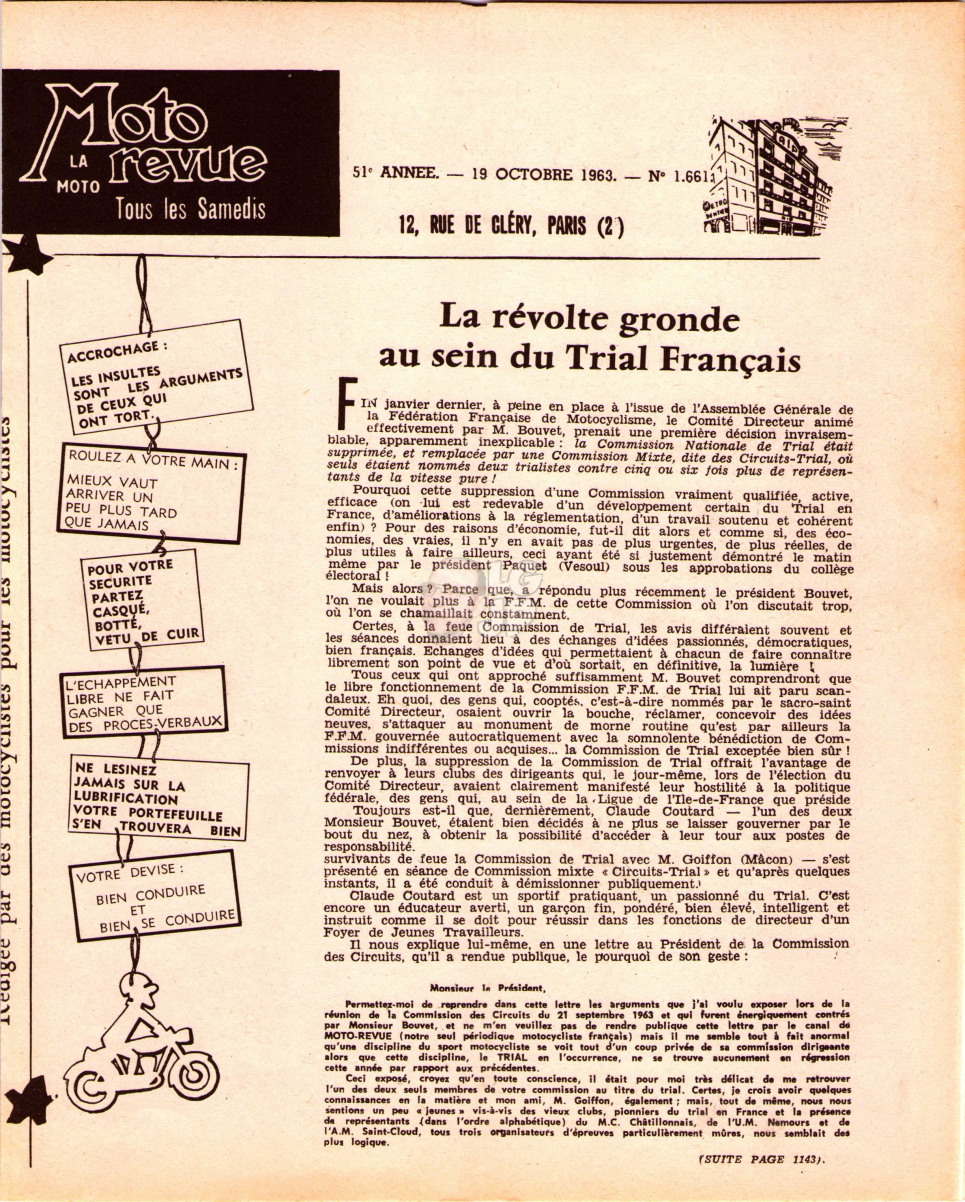 Moto
revue
LA
MOTO
Tous les Samedis
51e ANNEE. — 19 OCTOBRE 1963. — N° 1.661
12, RUE DE CLÉRY, PARIS (2e)
Rédigée par des motocyclistes pour les motocyclistes
ACCROCHAGE :
LES INSULTES
SONT LES ARGUMENTS
DE CEUX QUI
ONT TORT.
ROULEZ A VOTRE MAIN :
MIEUX VAUT
ARRIVER UN
PEU PLUS TARD
QUE JAMAIS
POUR VOTRE
SECURITE
PARTEZ
CASQUÉ,
BOTTÉ,
VETU DE CUIR
L'ECHAPPEMENT
LIBRE NE FAIT
GAGNER QUE
DES PROCES-VERBAUX
NE LESINEZ
JAMAIS SUR LA
LUBRIFICATION
VOTRE PORTEFEUILLE
S'EN TROUVERA BIEN
VOTRE DEVISE :
BIEN CONDUIRE
ET
BIEN SE CONDUIRE
La révolte gronde
au sein du Trial Français
FIN janvier dernier, à peine en place à l'issue de l'Assemblée Générale de
la Fédération Française de Motocyclisme, le Comité Directeur animé
effectivement par M. Bouvet, prenait une première décision invraisem-
blable, apparemment inexplicable : la Commission Nationale de Trial était
supprimée, et remplacée par une Commission Mixte, dite des Circuits-Trial, où
seuls étaient nommés deux trialistes contre cinq ou six fois plus de représen-
tants de la vitesse pure !
Pourquoi cette suppression d'une Commission vraiment qualifiée, active,
efficace (on lui est redevable d'un développement certain du Trial en
France, d'améliorations à la réglementation, d'un travail soutenu et cohérent
enfin) ? Pour des raisons d'économie, fut-il dit alors et comme si, des éco-
nomies, des vraies, il n'y en avait pas de plus urgentes, de plus réelles, de
plus utiles à faire ailleurs, ceci ayant été si justement démontré le matin
même par le président Paquet (Vesoul) sous les approbations du collège
électoral !
Mais alors ? Parce que, a répondu plus récemment le président Bouvet,
l'on ne voulait plus à la F.F.M. de cette Commission où l'on discutait trop,
où l'on se chamaillait constamment.
Certes, à la feue Commission de Trial, les avis différaient souvent et
les séances donnaient lieu à des échanges d'idées passionnés, démocratiques,
bien français. Echanges d'idées qui permettaient à chacun de faire connaître
librement son point de vue et d'où sortait, en définitive, la lumière !
Tous ceux qui ont approché suffisamment M. Bouvet comprendront que
le libre fonctionnement de la Commission F.F.M. de Trial lui ait paru scan-
daleux. Eh quoi, des gens qui, cooptés, c'est-à-dire nommés par le sacro-saint
Comité Directeur, osaient ouvrir la bouche, réclamer, concevoir des idées
neuves, s'attaquer au monument de morne routine qu'est par ailleurs la
F.F.M. gouvernée autocratiquement avec la somnolente bénédiction de Com-
missions indifférentes ou acquises... la Commission de Trial exceptée bien sûr !
De plus, la suppression de la Commission de Trial offrait l'avantage de
renvoyer à leurs clubs des dirigeants qui, le jour-même, lors de l'élection du
Comité Directeur, avaient clairement manifesté leur hostilité à la politique
fédérale, des gens qui, au sein de la Ligue de l'Ile-de-France que préside
Toujours est-il que, dernièrement, Claude Coutard — l'un des deux
Monsieur Bouvet, étaient bien décidés à ne plus se laisser gouverner par le
bout du nez, à obtenir la possibilité d'accéder à leur tour aux postes de
responsabilité.
survivants de feue la Commission de Trial avec M. Goiffon (Mâcon) — s'est
présenté en séance de Commission mixte « Circuits-Trial » et qu'après quelques
instants, il a été conduit à démissionner publiquement.
Claude Coutard est un sportif pratiquant, un passionné du Trial. C'est
encore un éducateur averti, un garçon fin, pondéré, bien élevé, intelligent et
instruit comme il se doit pour réussir dans les fonctions de directeur d'un
Foyer de Jeunes Travailleurs.
Il nous explique lui-même, en une lettre au Président de la Commission
des Circuits, qu'il a rendue publique, le pourquoi de son geste :
Monsieur le Président,
Permettez-moi de reprendre dans cette lettre les arguments que j'ai voulu exposer lors de la
réunion de la Commission des Circuits du 21 septembre 1963 et qui furent énergiquement contrés
par Monsieur Bouvet, et ne m'en veuillez pas de rendre publique cette lettre par le canal de
MOTO-REVUE (notre seul périodique motocycliste français) mais il me semble tout à fait anormal
qu'une discipline du sport motocycliste se voit tout d'un coup privée de sa commission dirigeante
alors que cette discipline, le TRIAL en l'occurrence, ne se trouve aucunement en régression
cette année par rapport aux précédentes.
Ceci exposé, croyez qu'en toute conscience, il était pour moi très délicat de me retrouver
l'un des deux seuls membres de votre commission au titre du trial. Certes, je crois avoir quelques
connaissances en la matière et mon ami, M. Goiffon, également ; mais, tout de même, nous nous
sentions un peu « jeunes » vis-à-vis des vieux clubs, pionniers du trial en France et la présence
de représentants (dans l'ordre alphabétique) du M.C. Châtillonnais, de l'U.M. Nemours et de
l'A.M. Saint-Cloud, tous trois organisateurs d'épreuves particulièrement mûres, nous semblait des
plus logique.
(SUITE PAGE 1143).